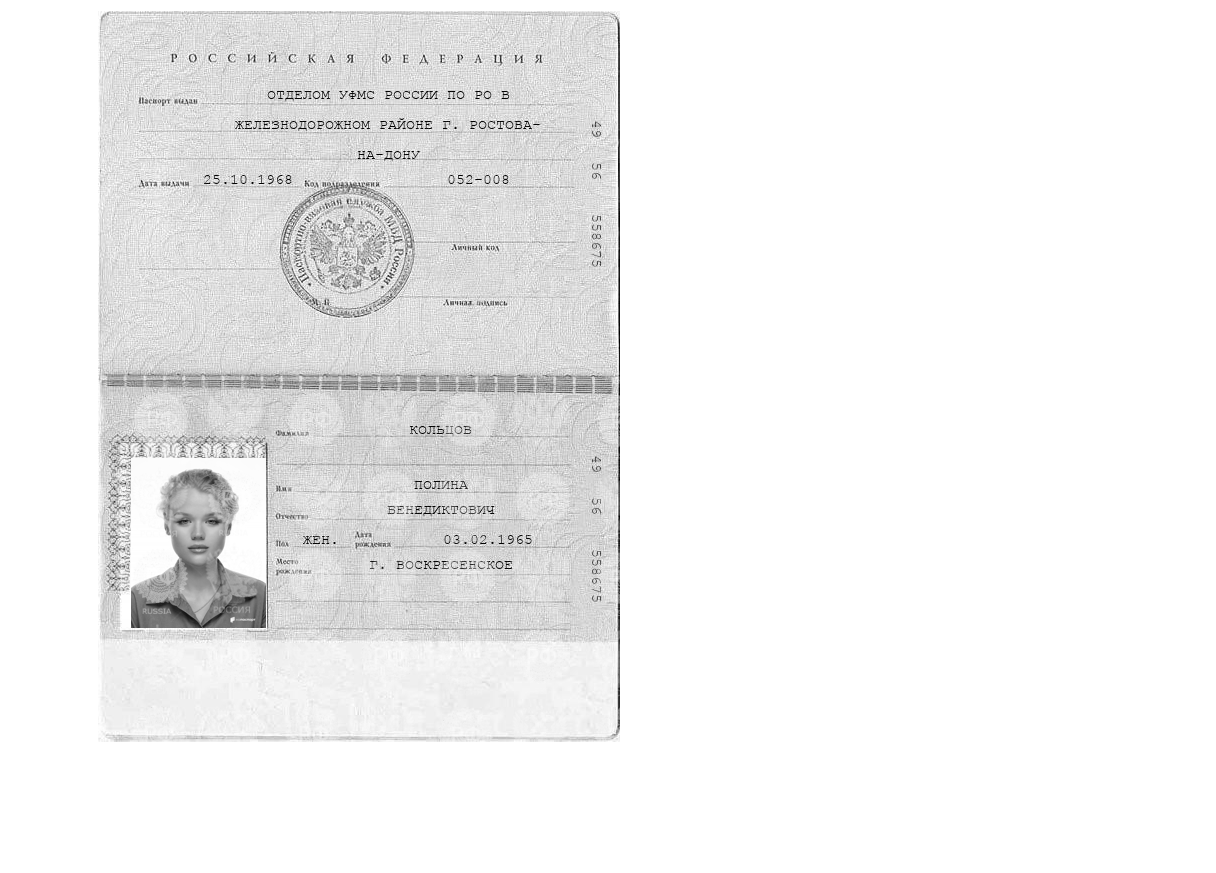 РОССИЙСКАЯ ФЕДЕРАЦИЯ
Паспорт выдан ОТДЕЛОМ УФМС РОССИИ ПО РО В
ЖЕЛЕЗНОДОРОЖНОМ РАЙОНЕ Г. РОСТОВА-
НА-ДОНУ
Дата выдачи 25.10.1968 Код подразделения 052-008
49 56 558675
Паспортно-визовая служба МВД России
Личный код
М. П.
Личная подпись
Фамилия КОЛЬЦОВ
Имя ПОЛИНА
Отчество БЕНЕДИКТОВИЧ
Пол ЖЕН. Дата рождения 03.02.1965
Место рождения Г. ВОСКРЕСЕНСКОЕ
49 56 558675
RUSSIA РОССИЯ